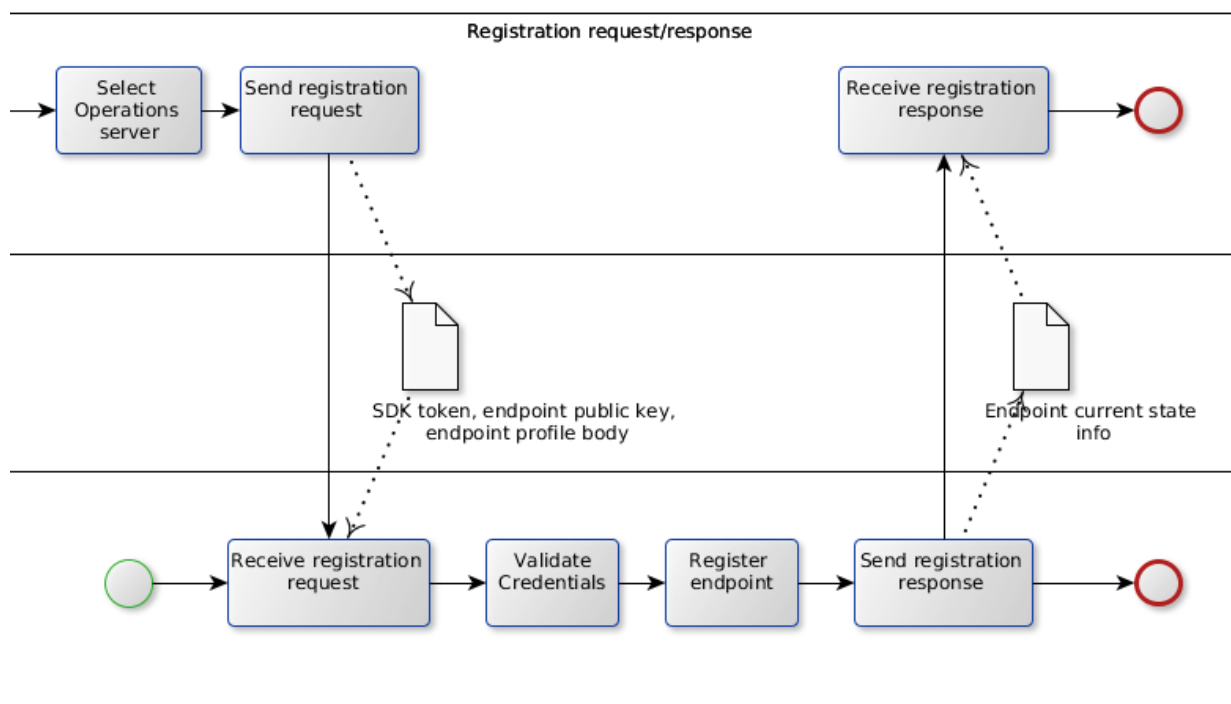 Registration request/response
Select
Operations
server
Send registration
request
Receive registration
response
SDK token, endpoint public key,
endpoint profile body
Endpoint current state
info
Receive registration
request
Validate
Credentials
Register
endpoint
Send registration
response